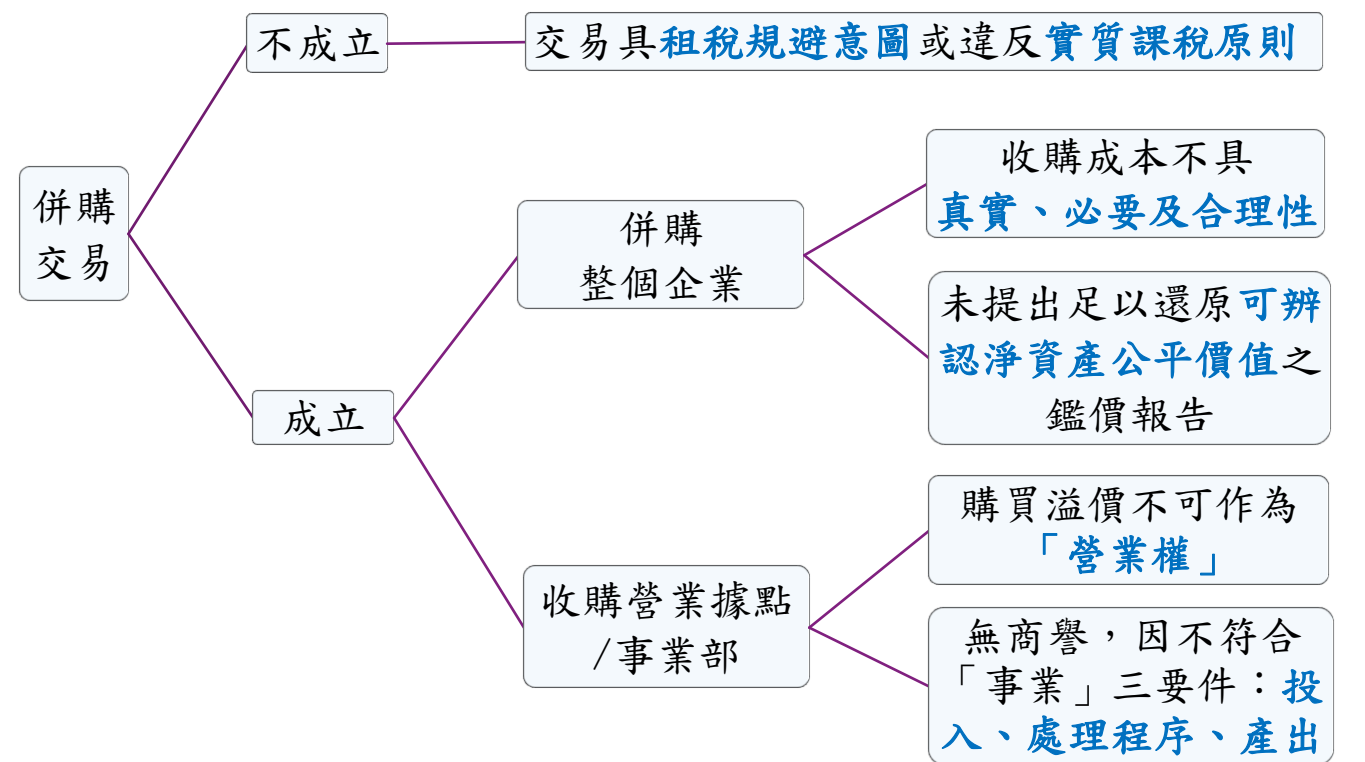 併購
交易
不成立
交易具租稅規避意圖或違反實質課稅原則
成立
併購
整個企業
收購成本不具
真實、必要及合理性
未提出足以還原可辨
認淨資產公平價值之
鑑價報告
收購營業據點
/事業部
購買溢價不可作為
「營業權」
無商譽，因不符合
「事業」三要件：投
入、處理程序、產出